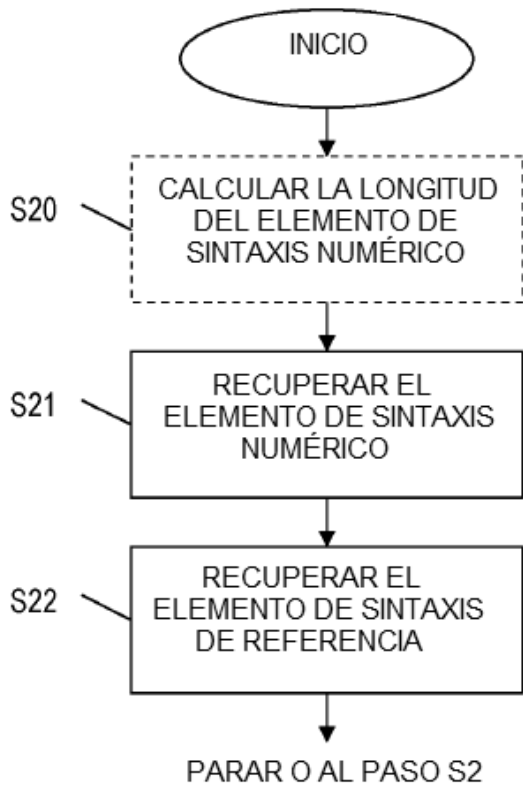 INICIO
S20
CALCULAR LA LONGITUD
DEL ELEMENTO DE
SINTAXIS NUMÉRICO
S21
RECUPERAR EL
ELEMENTO DE SINTAXIS
NUMÉRICO
S22
RECUPERAR EL
ELEMENTO DE SINTAXIS
DE REFERENCIA
PARAR O AL PASO S2